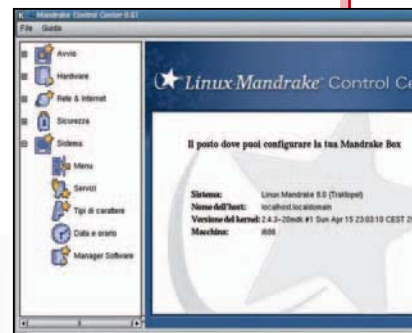 Mandrake Control Center 0.61
File Guida
Avvio
Hardware
Rete & Internet
Sicurezza
Sistema
Menu
Servizi
Tipi di carattere
Data e orario
Manager Software
Linux-Mandrake Control Ce
Il posto dove puoi configurare la tua Mandrake Box
Sistema: Linux Mandrake 8.0 (Traktopel)
Nome dell'host: localhost.localdomain
Versione del kernel: 2.4.3-20mdk #1 Sun Apr 15 23:03:10 CEST 20
Macchina: i686